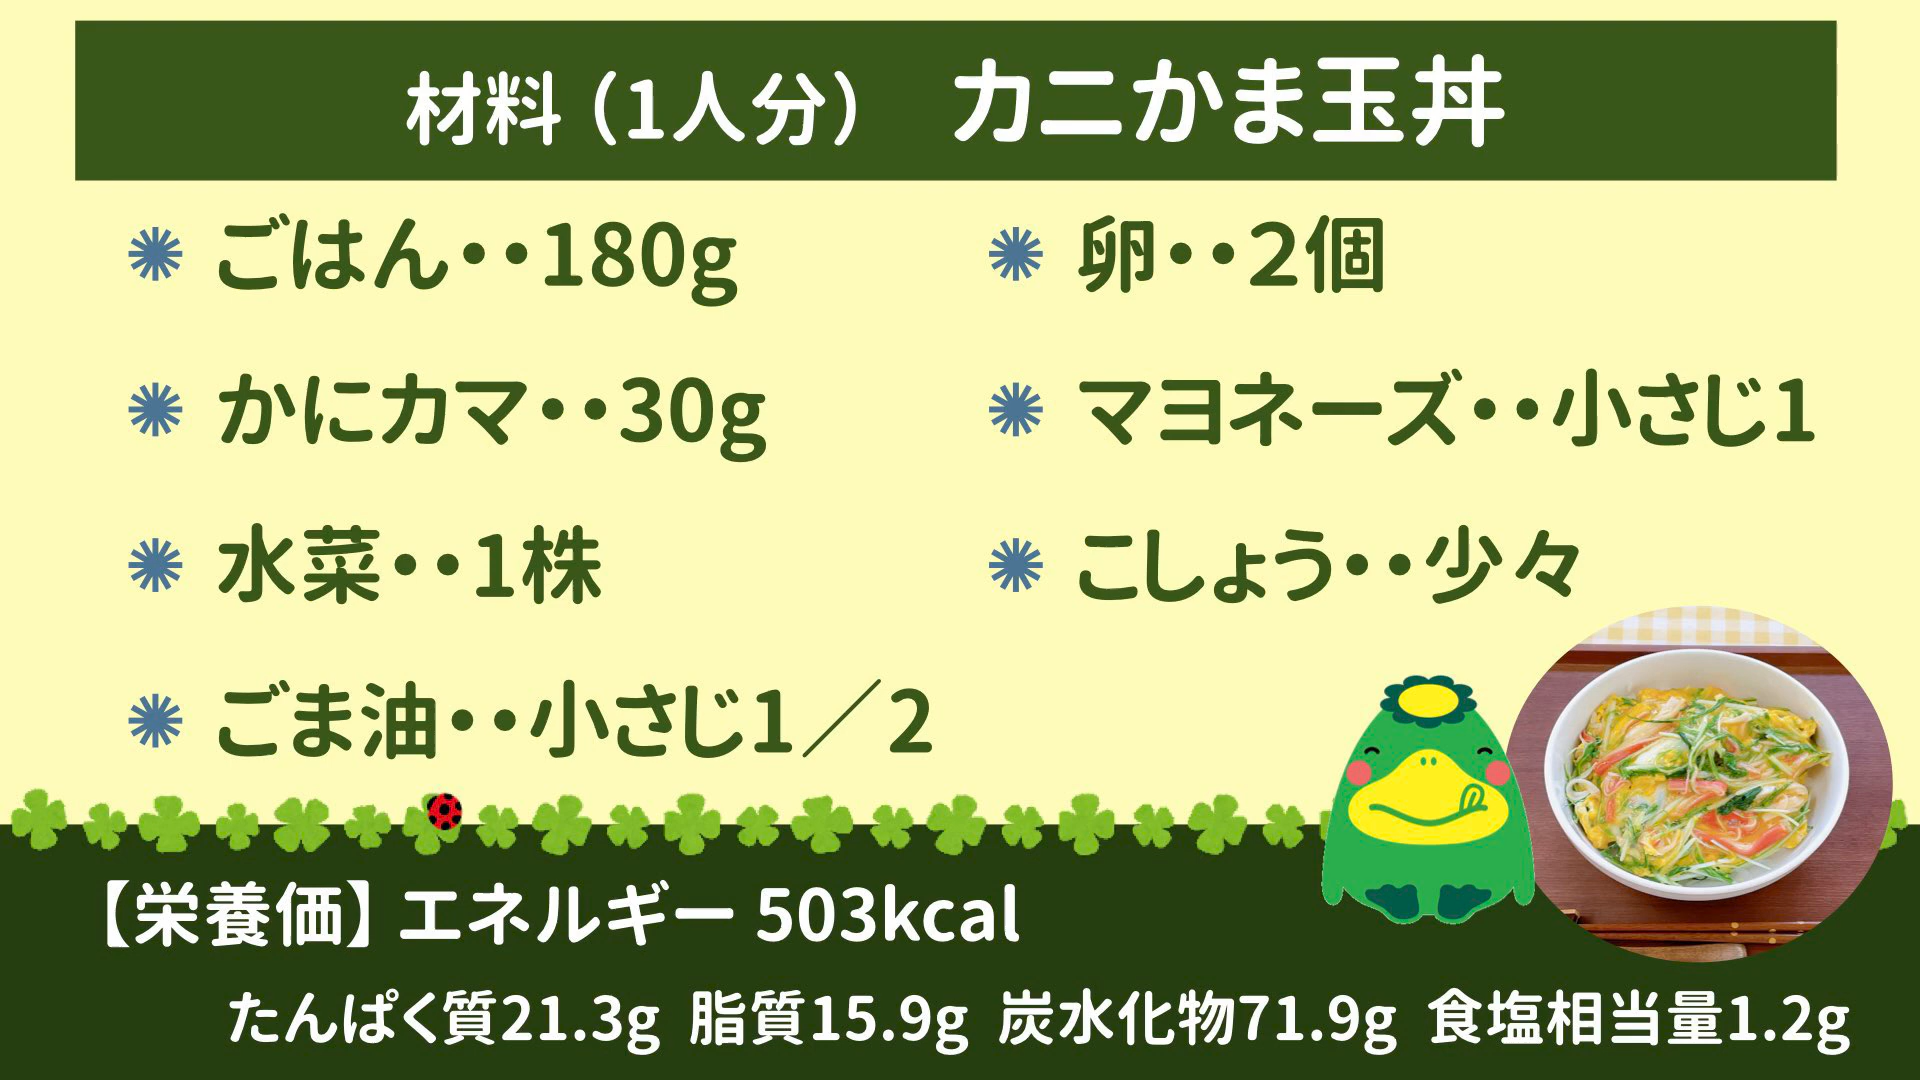 材料（1人分）　カニかま玉丼
ごはん・・180g
かにカマ・・30g
水菜・・1株
ごま油・・小さじ1／2
卵・・2個
マヨネーズ・・小さじ1
こしょう・・少々
【栄養価】エネルギー 503kcal
たんぱく質21.3g 脂質15.9g 炭水化物71.9g 食塩相当量1.2g